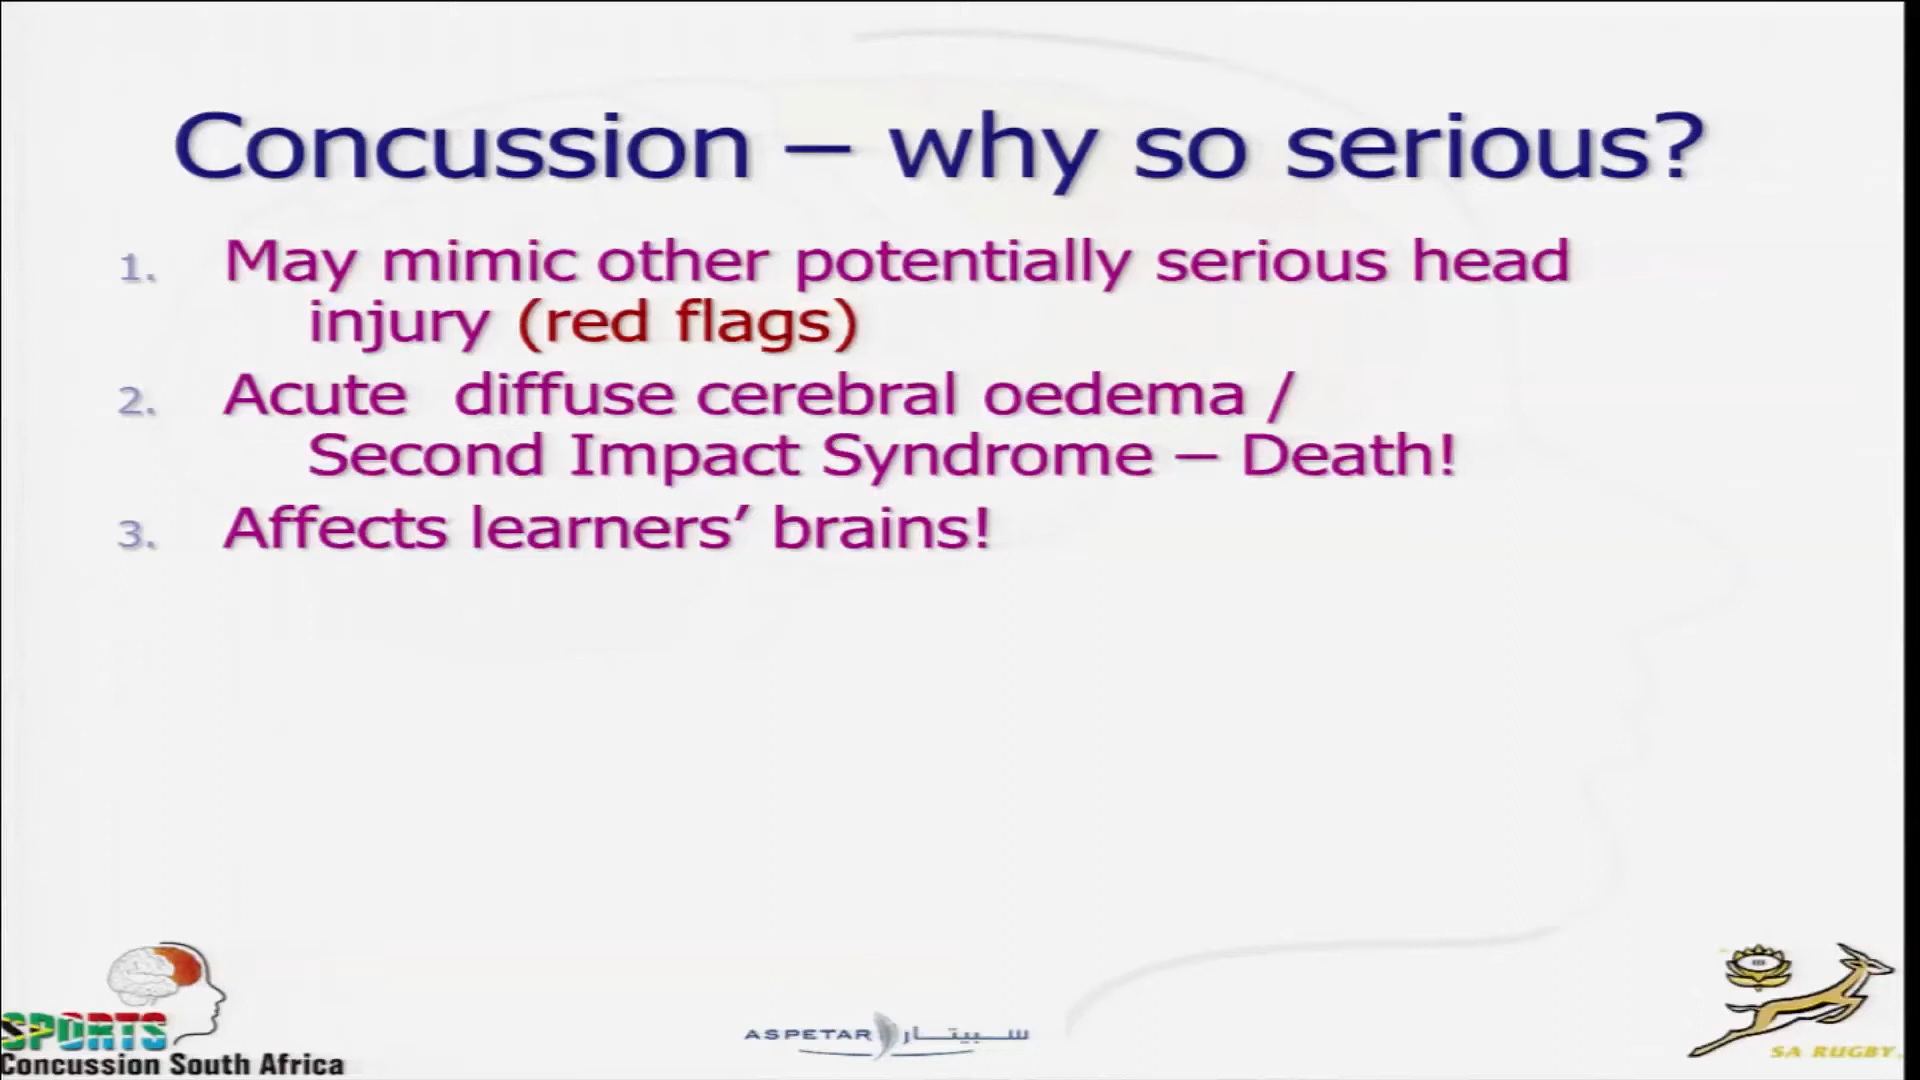 Concussion – why so serious?
1. May mimic other potentially serious head
injury (red flags)
2. Acute diffuse cerebral oedema /
Second Impact Syndrome – Death!
3. Affects learners’ brains!
SPORTS
Concussion South Africa
ASPETAR سبيتار
SA RUGBY